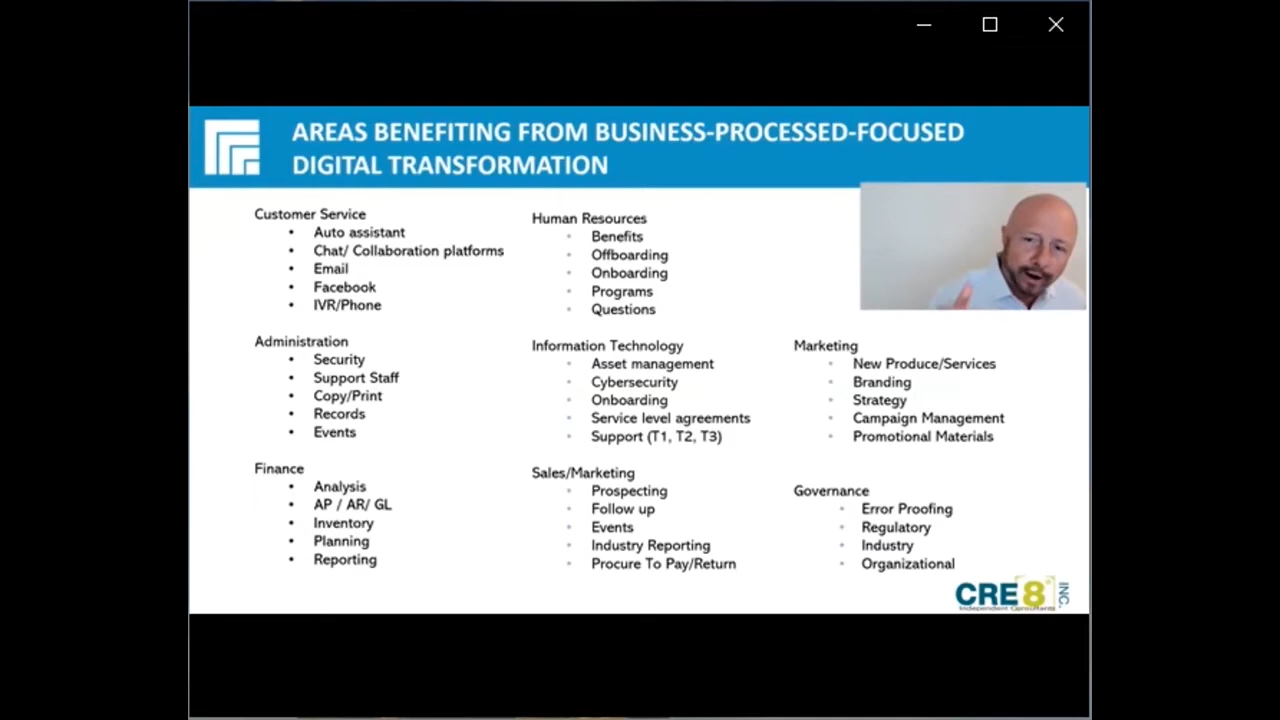 AREAS BENEFITING FROM BUSINESS-PROCESSED-FOCUSED
DIGITAL TRANSFORMATION
Customer Service
• Auto assistant
• Chat/ Collaboration platforms
• Email
• Facebook
• IVR/Phone
Administration
• Security
• Support Staff
• Copy/Print
• Records
• Events
Finance
• Analysis
• AP / AR/ GL
• Inventory
• Planning
• Reporting
Human Resources
• Benefits
• Offboarding
• Onboarding
• Programs
• Questions
Information Technology
• Asset management
• Cybersecurity
• Onboarding
• Service level agreements
• Support (T1, T2, T3)
Sales/Marketing
• Prospecting
• Follow up
• Events
• Industry Reporting
• Procure To Pay/Return
Marketing
• New Produce/Services
• Branding
• Strategy
• Campaign Management
• Promotional Materials
Governance
• Error Proofing
• Regulatory
• Industry
• Organizational
CRE[8] INC.
Independent Consultants